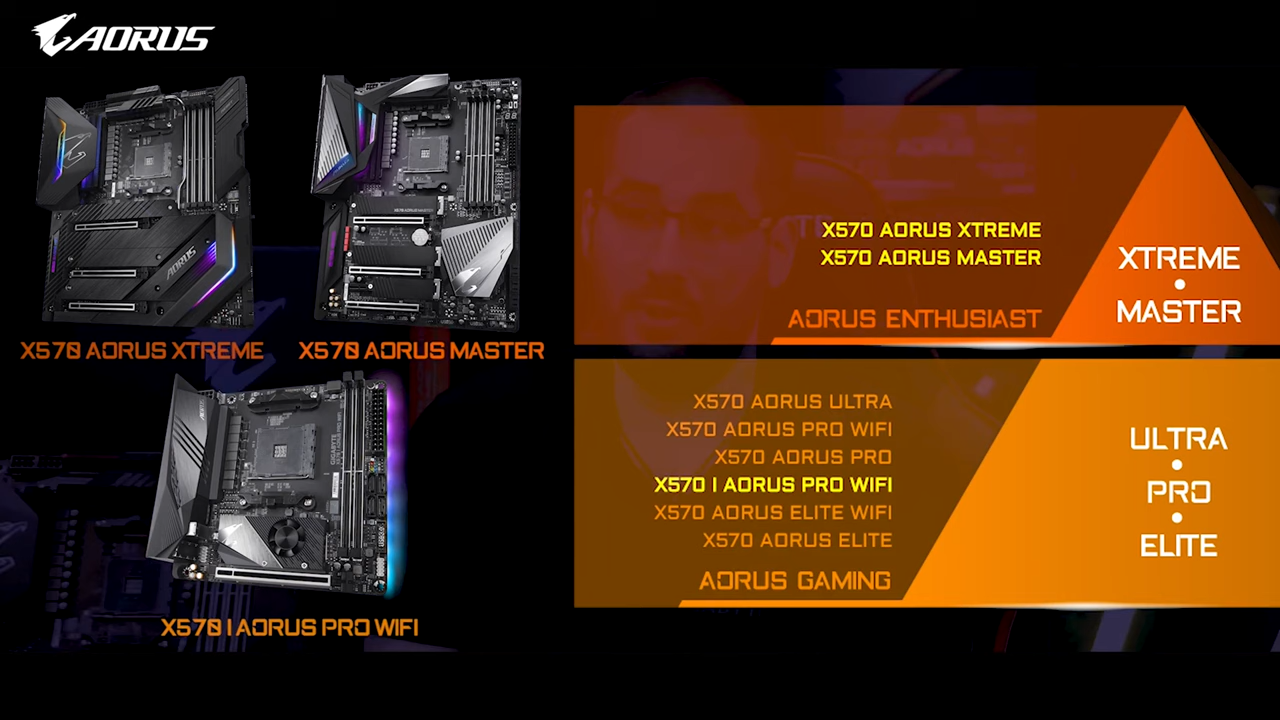 AORUS
X570 AORUS XTREME
X570 AORUS MASTER
X570 I AORUS PRO WIFI
X570 AORUS XTREME
X570 AORUS MASTER
AORUS ENTHUSIAST
XTREME
MASTER
X570 AORUS ULTRA
X570 AORUS PRO WIFI
X570 AORUS PRO
X570 I AORUS PRO WIFI
X570 AORUS ELITE WIFI
X570 AORUS ELITE
AORUS GAMING
ULTRA
PRO
ELITE
AORUS
GIGABYTE